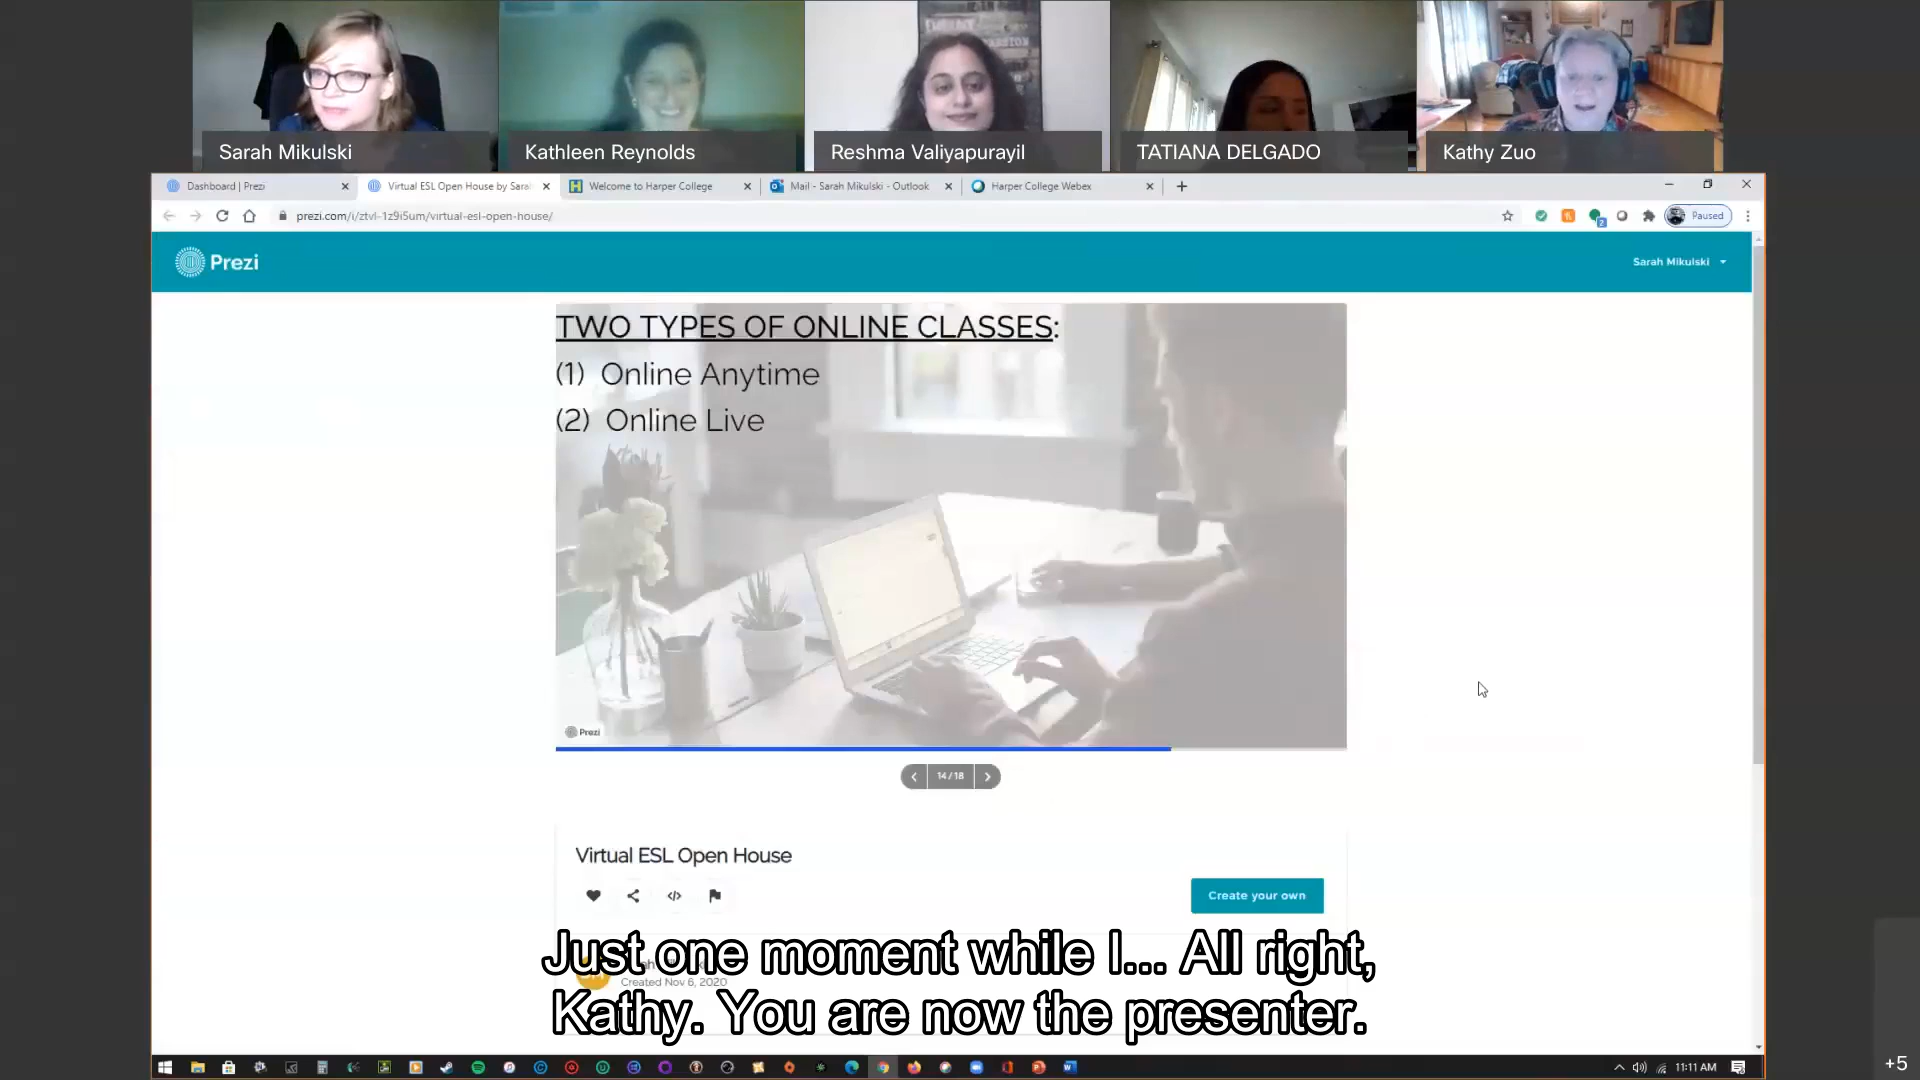 Sarah Mikulski
Kathleen Reynolds
Reshma Valiyapurayil
TATIANA DELGADO
Kathy Zuo
Dashboard | Prezi
Virtual ESL Open House by Sara
Welcome to Harper College
Mail - Sarah Mikulski - Outlook
Harper College Webex
prezi.com/i/ztvl-1z9i5um/virtual-esl-open-house/
Paused
Prezi
Sarah Mikulski
TWO TYPES OF ONLINE CLASSES:
(1) Online Anytime
(2) Online Live
Prezi
14/18
Virtual ESL Open House
Create your own
Created Nov 6, 2020
Just one moment while I... All right,
Kathy. You are now the presenter.
11:11 AM
+5